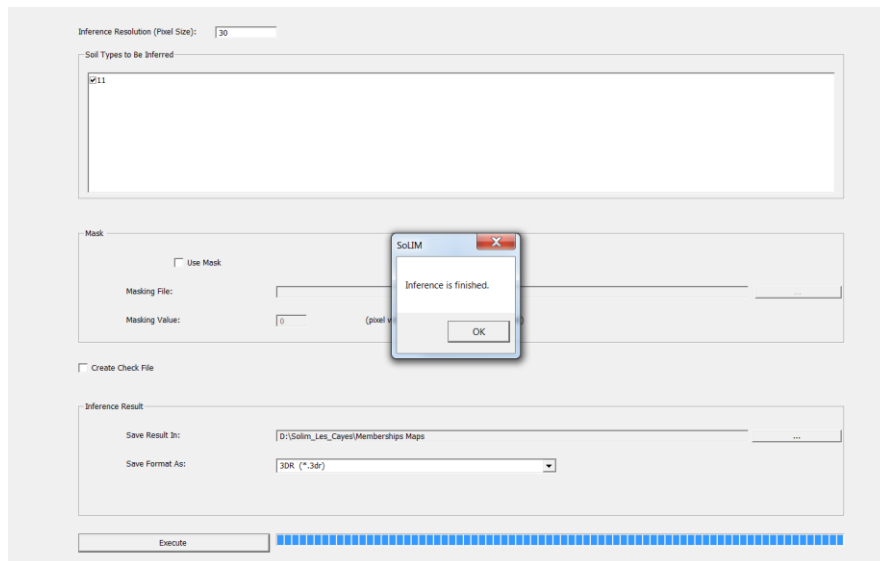 Inference Resolution (Pixel Size): 30
Soil Types to Be Inferred
11
Mask
Use Mask
SoLIM
Inference is finished.
OK
Masking File:
...
Masking Value: 0 (pixel )
Create Check File
Inference Result
Save Result In: D:\Solim_Les_Cayes\Memberships Maps ...
Save Format As: 3DR (*.3dr)
Execute